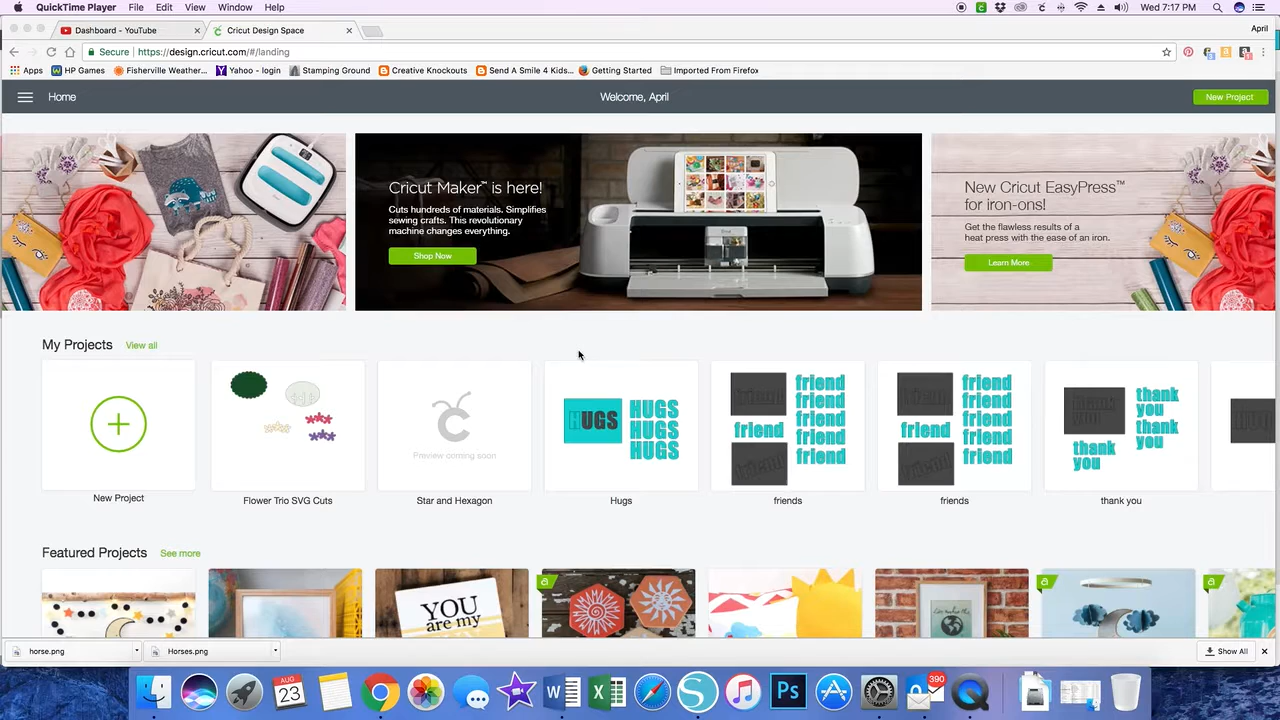 QuickTime Player File Edit View Window Help
Wed 7:17 PM
Dashboard - YouTube
Cricut Design Space
April
Secure https://design.cricut.com/#/landing
Apps HP Games Fisherville Weather... Yahoo - login Stamping Ground Creative Knockouts Send A Smile 4 Kids... Getting Started Imported From Firefox
Home
Welcome, April
New Project
Cricut Maker™ is here!
Cuts hundreds of materials. Simplifies
sewing crafts. This revolutionary
machine changes everything.
Shop Now
New Cricut EasyPress™
for iron-ons!
Get the flawless results of a
heat press with the ease of an iron.
Learn More
My Projects View all
Preview coming soon
HUGS
HUGS
HUGS
HUGS
friend
friend
friend
friend
friend
friend
friend
friend
friend
friend
friend
friend
thank
you
thank
you
thank
you
New Project
Flower Trio SVG Cuts
Star and Hexagon
Hugs
friends
friends
thank you
Featured Projects See more
YOU
are my
horse.png
Horses.png
Show All
AUG
23
W
X
S
Ps
390